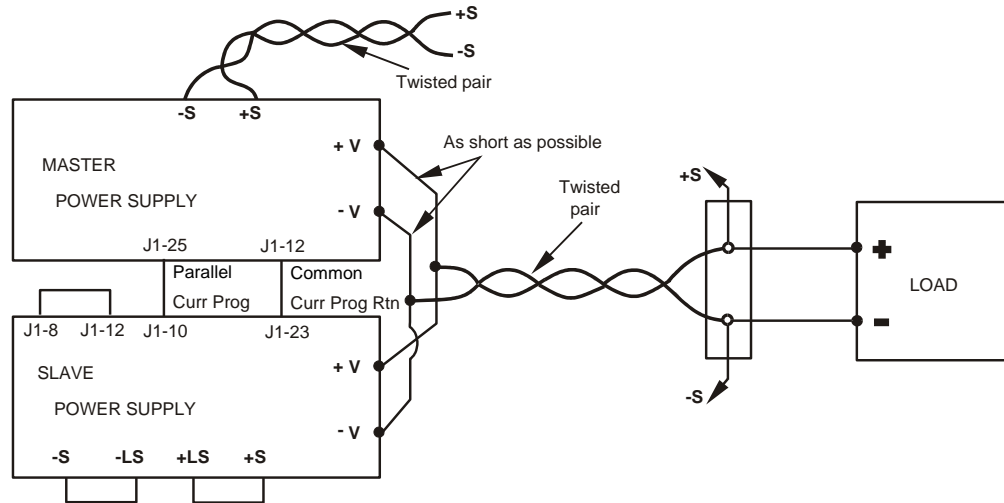 +S
-S
Twisted pair
-S
+S
MASTER
POWER SUPPLY
+ V
- V
As short as possible
Twisted
pair
+S
J1-25
J1-12
Parallel
Curr Prog
Common
Curr Prog Rtn
+
-
LOAD
J1-8
J1-12
J1-10
J1-23
SLAVE
POWER SUPPLY
+ V
- V
-S
-S
-LS
+LS
+S